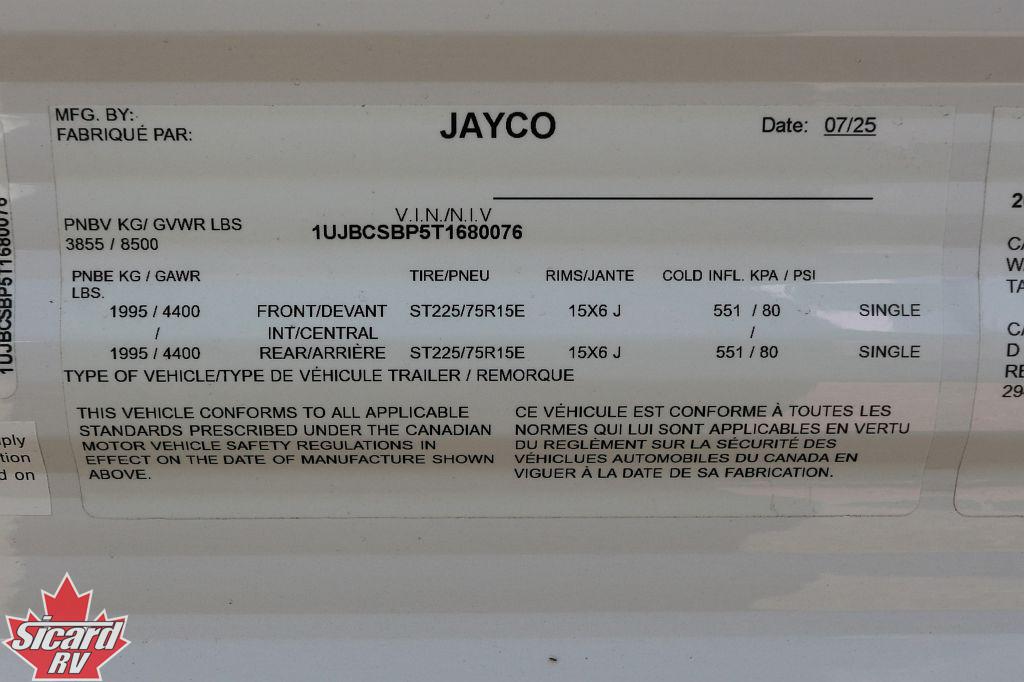 MFG. BY:
FABRIQUÉ PAR:
JAYCO
Date: 07/25
V.I.N./N.I.V
PNBV KG/ GVWR LBS
1UJBCSBP5T1680076
3855 / 8500
PNBE KG / GAWR TIRE/PNEU RIMS/JANTE COLD INFL. KPA / PSI
LBS.
1995 / 4400 FRONT/DEVANT ST225/75R15E 15X6 J 551 / 80 SINGLE
/ INT/CENTRAL /
1995 / 4400 REAR/ARRIÈRE ST225/75R15E 15X6 J 551 / 80 SINGLE
TYPE OF VEHICLE/TYPE DE VÉHICULE TRAILER / REMORQUE
THIS VEHICLE CONFORMS TO ALL APPLICABLE
STANDARDS PRESCRIBED UNDER THE CANADIAN
MOTOR VEHICLE SAFETY REGULATIONS IN
EFFECT ON THE DATE OF MANUFACTURE SHOWN
ABOVE.
CE VÉHICULE EST CONFORME À TOUTES LES
NORMES QUI LUI SONT APPLICABLES EN VERTU
DU REGLÈMENT SUR LA SÉCURITÉ DES
VÉHÍCLUES AUTOMOBILES DU CANADA EN
VIGUER À LA DATE DE SA FABRICATION.
1UJBCSBP5T1680076
d on
Sicard
RV